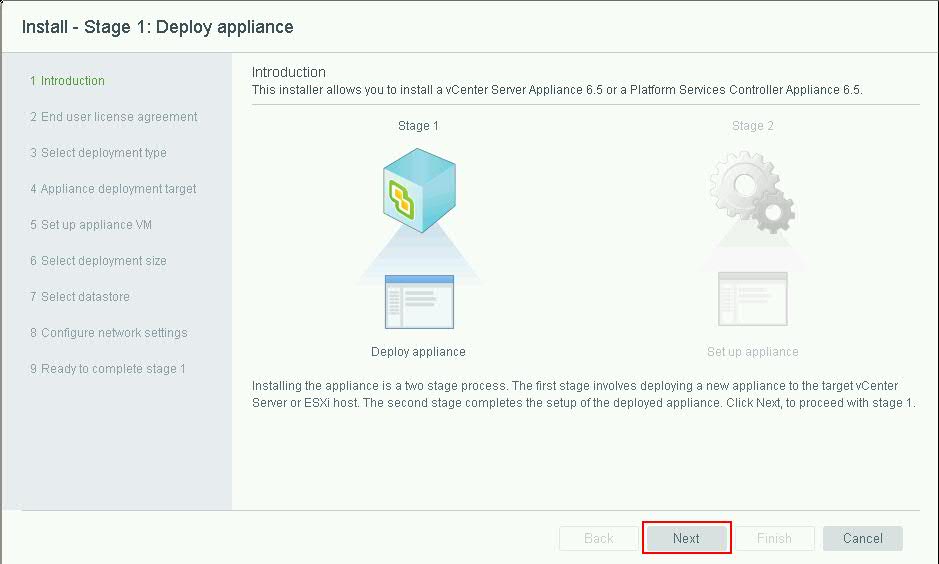 Install - Stage 1: Deploy appliance
1 Introduction
2 End user license agreement
3 Select deployment type
4 Appliance deployment target
5 Set up appliance VM
6 Select deployment size
7 Select datastore
8 Configure network settings
9 Ready to complete stage 1
Introduction
This installer allows you to install a vCenter Server Appliance 6.5 or a Platform Services Controller Appliance 6.5.
Stage 1
Stage 2
Deploy appliance
Set up appliance
Installing the appliance is a two stage process. The first stage involves deploying a new appliance to the target vCenter
Server or ESXi host. The second stage completes the setup of the deployed appliance. Click Next, to proceed with stage 1.
Back
Next
Finish
Cancel